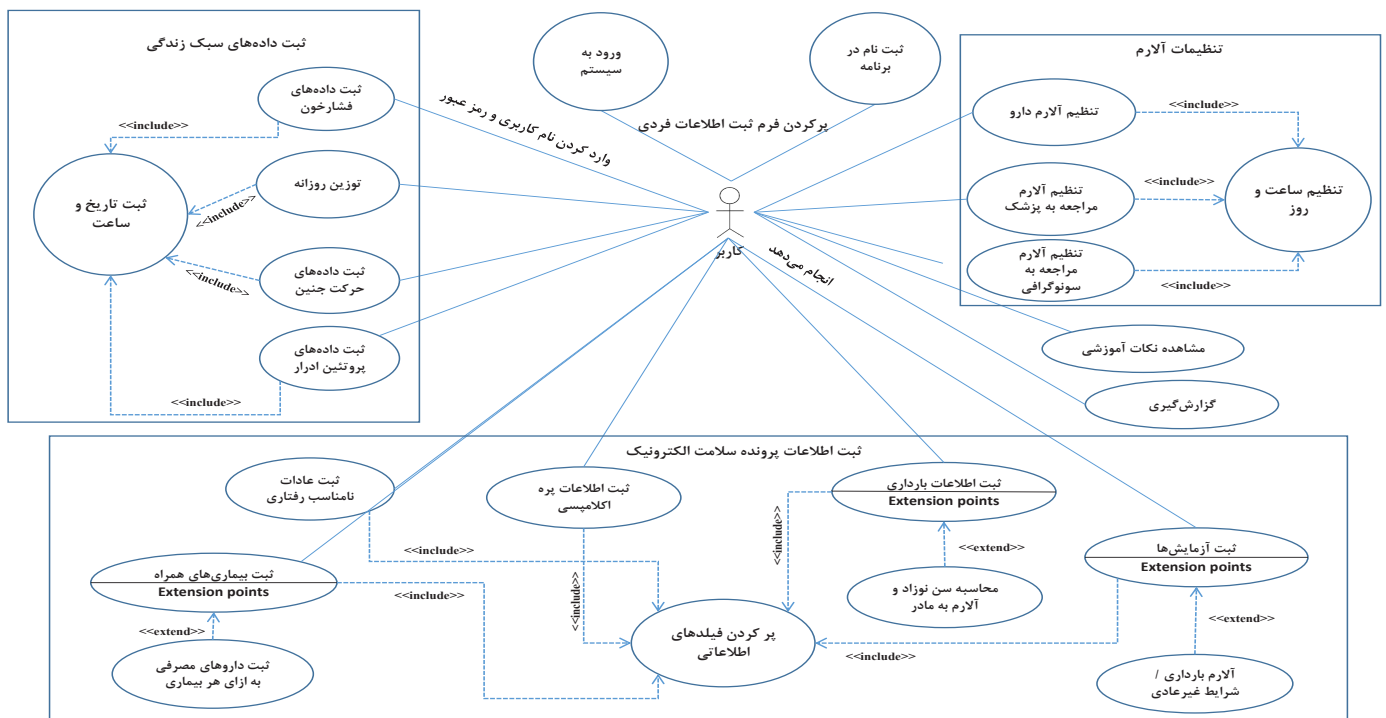 ثبت داده‌های سبک زندگی
ثبت داده‌های
فشارخون
<<include>>
توزین روزانه
<<include>>
ثبت تاریخ و
ساعت
ثبت داده‌های
حرکت جنین
<<include>>
ثبت داده‌های
پروتئین ادرار
<<include>>
ورود به
سیستم
ثبت نام در
برنامه
وارد کردن نام کاربری و رمز عبور
پرکردن فرم ثبت اطلاعات فردی
کاربر
انجام می‌دهد
تنظیمات آلارم
تنظیم آلارم دارو
<<include>>
تنظیم آلارم
مراجعه به پزشک
<<include>>
تنظیم ساعت و
روز
تنظیم آلارم
مراجعه به
سونوگرافی
<<include>>
مشاهده نکات آموزشی
گزارش‌گیری
ثبت اطلاعات پرونده سلامت الکترونیک
ثبت عادات
نامناسب رفتاری
<<include>>
ثبت اطلاعات پره
اکلامپسی
<<include>>
ثبت اطلاعات بارداری
Extension points
<<include>>
<<extend>>
محاسبه سن نوزاد و
آلارم به مادر
ثبت آزمایش‌ها
Extension points
<<include>>
<<extend>>
آلارم بارداری /
شرایط غیرعادی
ثبت بیماری‌های همراه
Extension points
<<include>>
<<extend>>
ثبت داروهای مصرفی
به ازای هر بیماری
پر کردن فیلدهای
اطلاعاتی